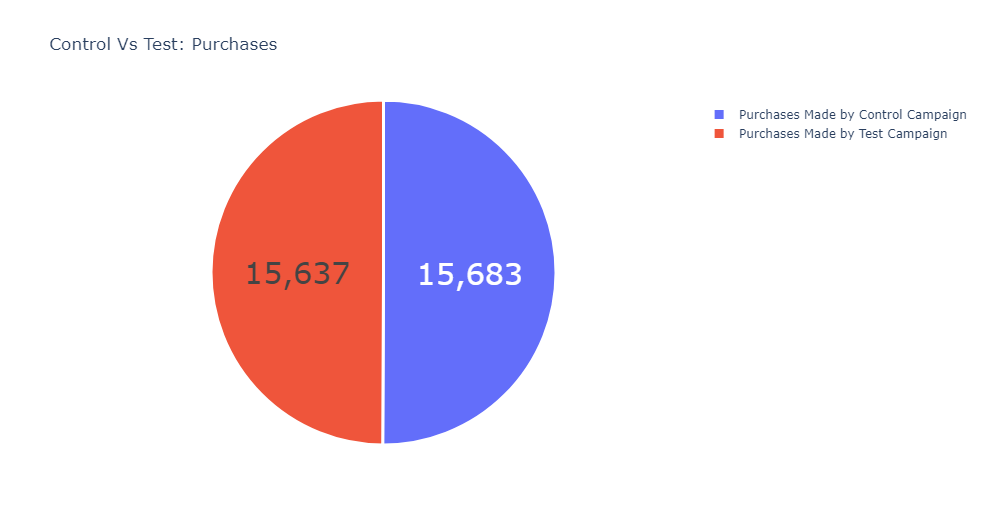 Control Vs Test: Purchases
Purchases Made by Control Campaign
Purchases Made by Test Campaign
15,637
15,683